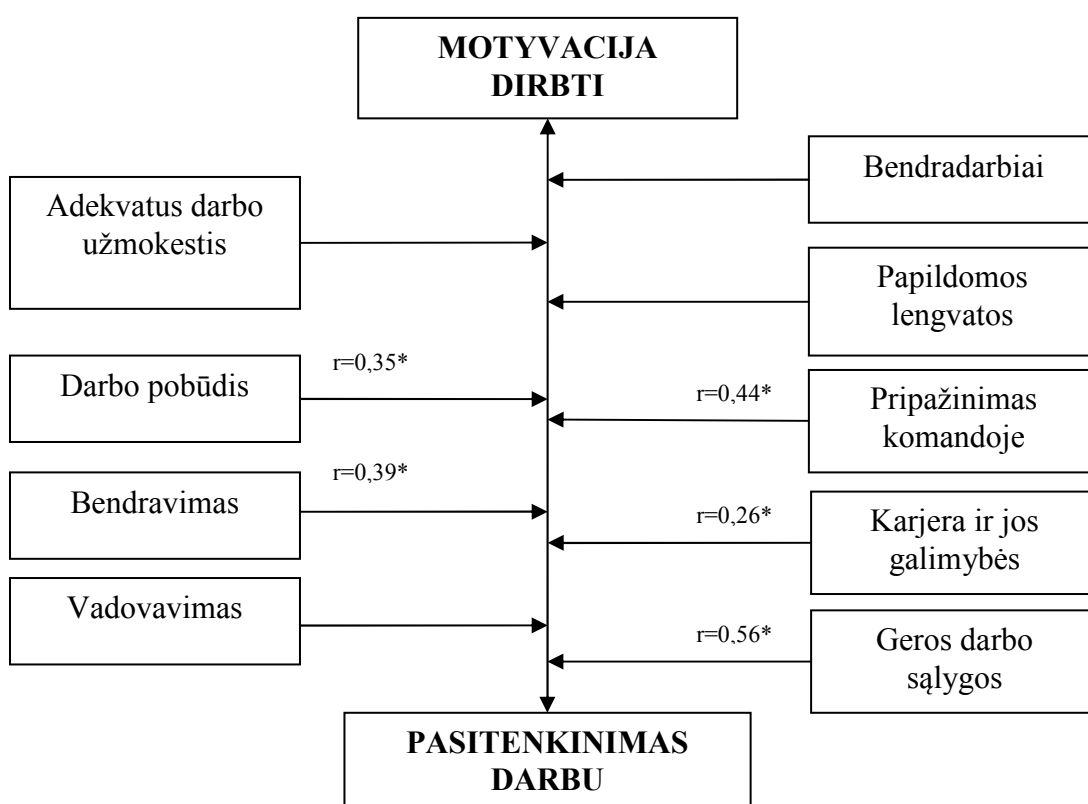 MOTYVACIJA
DIRBTI
Bendradarbiai
Adekvatus darbo
užmokestis
Papildomos
lengvatos
r=0,35*
Darbo pobūdis
r=0,44*
Pripažinimas
komandoje
r=0,39*
Bendravimas
r=0,26*
Karjera ir jos
galimybės
Vadovavimas
r=0,56*
Geros darbo
sąlygos
PASITENKINIMAS
DARBU